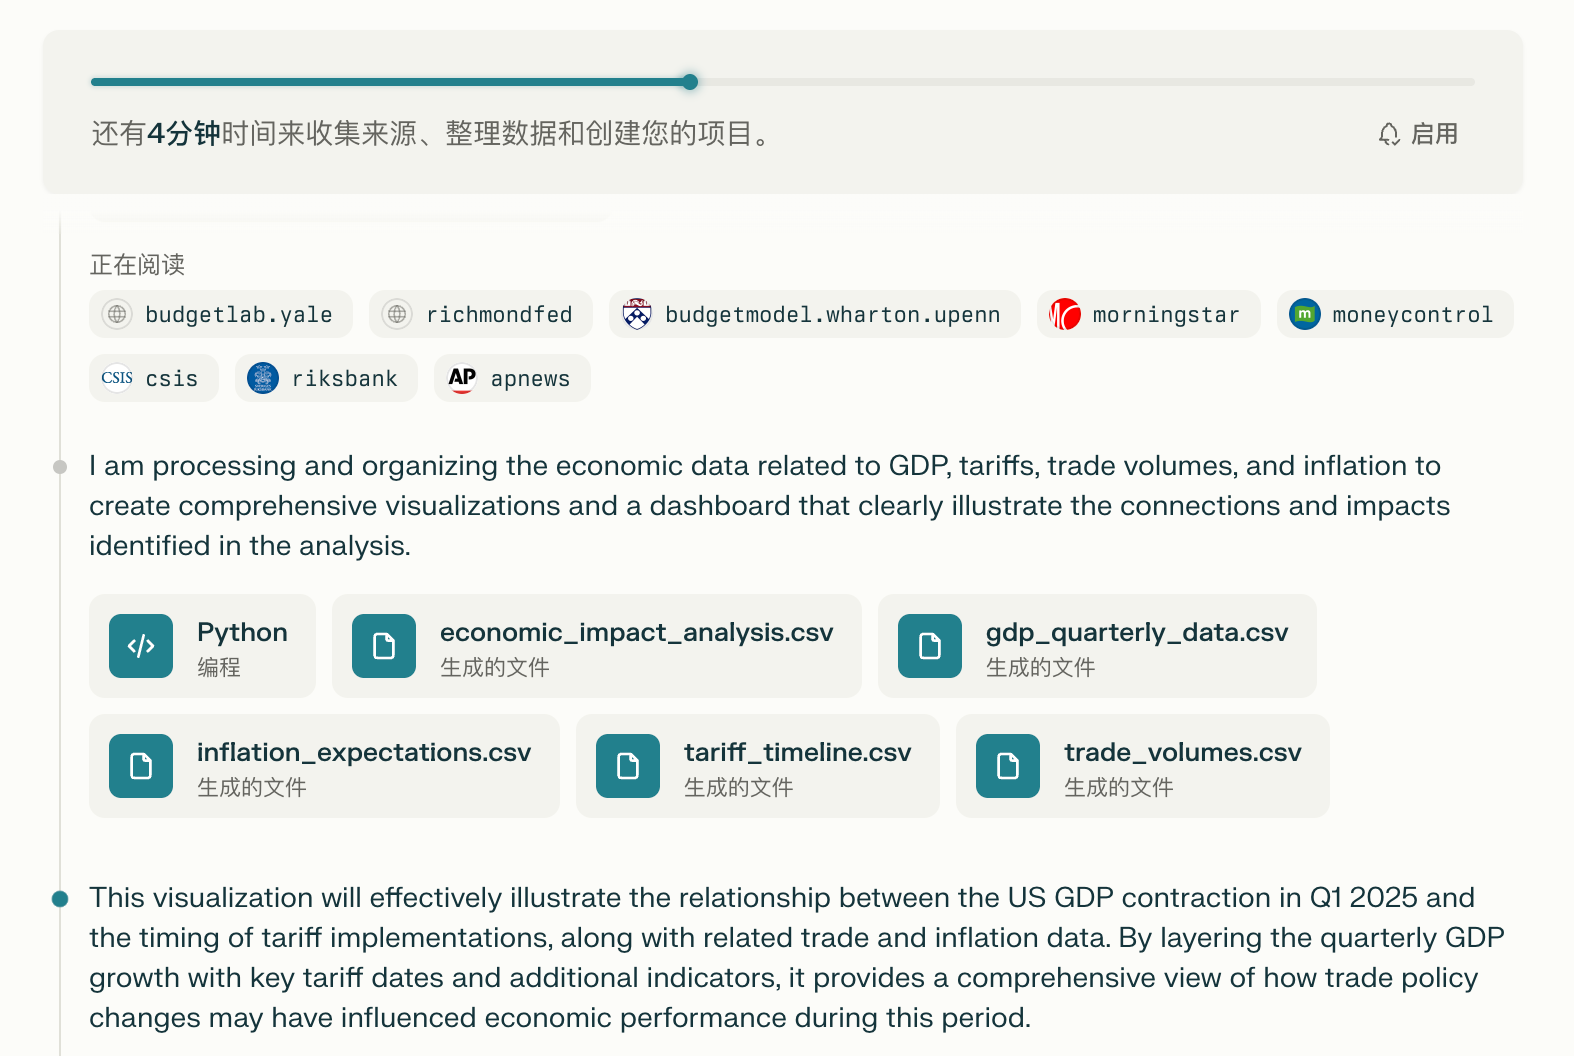 还有4分钟时间来收集来源、整理数据和创建您的项目。
启用
正在阅读
budgetlab.yale
richmondfed
budgetmodel.wharton.upenn
morningstar
m
moneycontrol
CSIS
csis
riksbank
AP
apnews
I am processing and organizing the economic data related to GDP, tariffs, trade volumes, and inflation to
create comprehensive visualizations and a dashboard that clearly illustrate the connections and impacts
identified in the analysis.
</>
Python
编程
economic_impact_analysis.csv
生成的文件
gdp_quarterly_data.csv
生成的文件
inflation_expectations.csv
生成的文件
tariff_timeline.csv
生成的文件
trade_volumes.csv
生成的文件
This visualization will effectively illustrate the relationship between the US GDP contraction in Q1 2025 and
the timing of tariff implementations, along with related trade and inflation data. By layering the quarterly GDP
growth with key tariff dates and additional indicators, it provides a comprehensive view of how trade policy
changes may have influenced economic performance during this period.